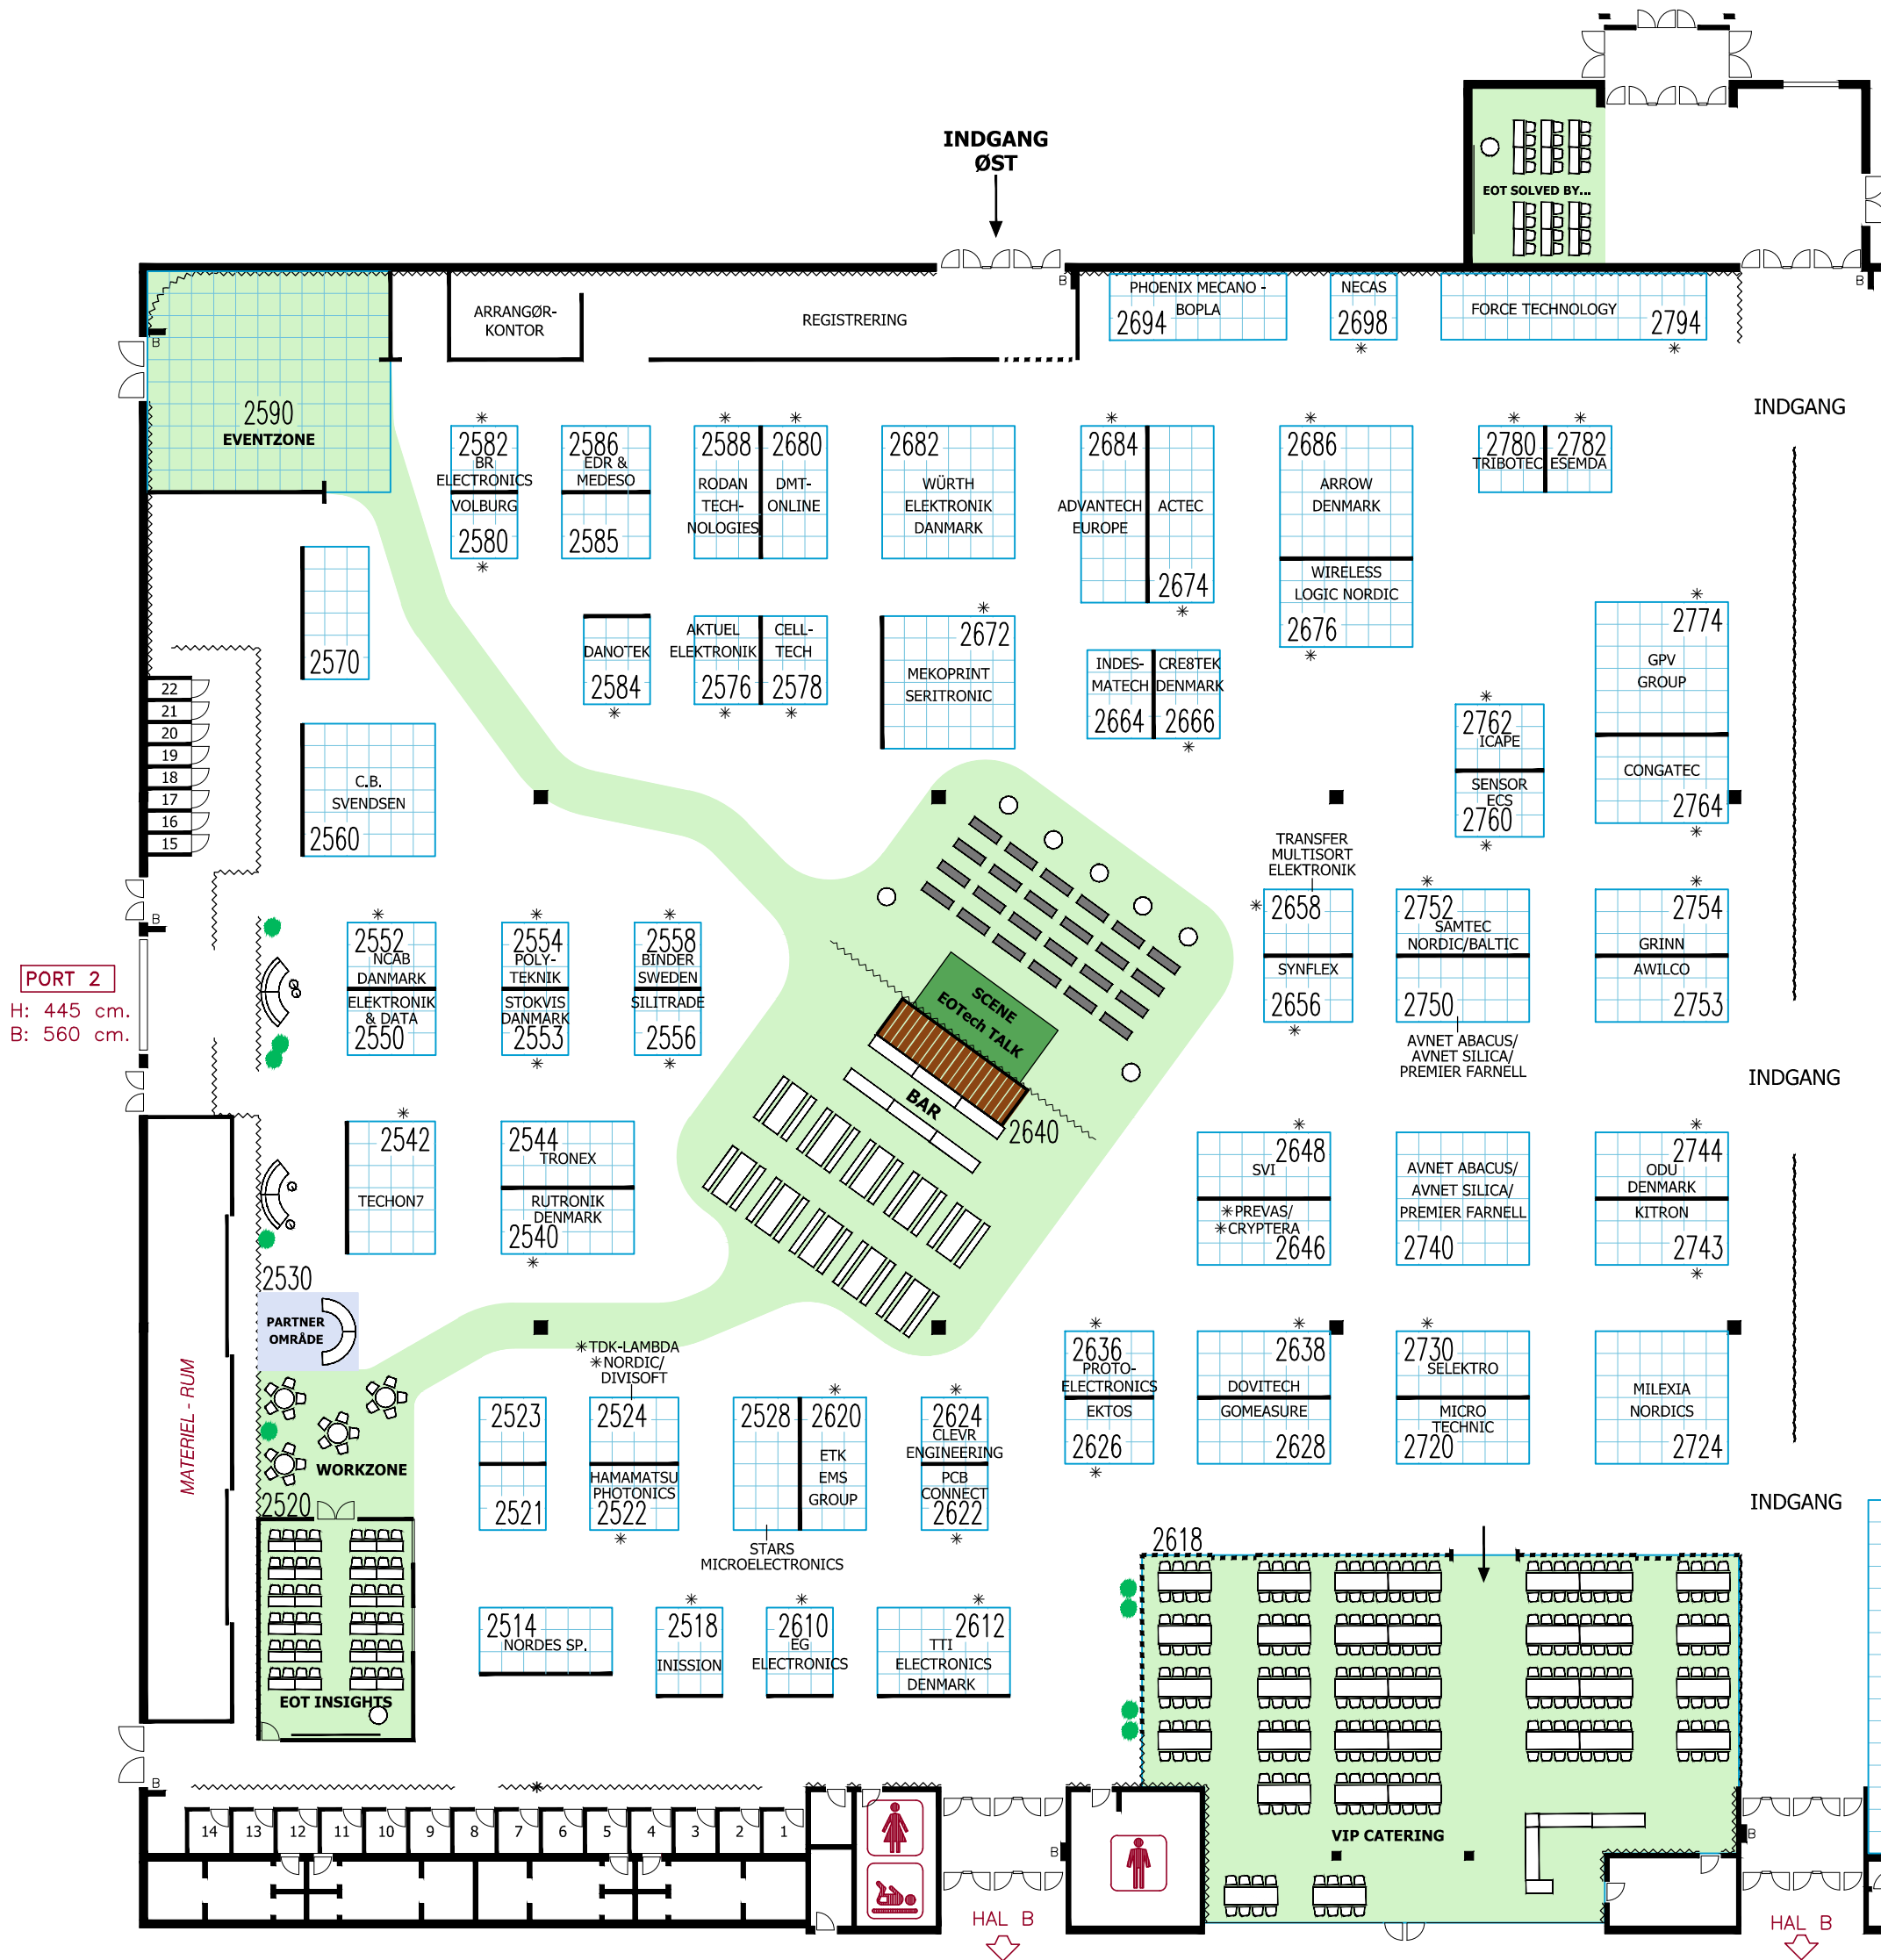 INDGANG
ØST
EOT SOLVED BY...
B
B
ARRANGØR-
KONTOR
REGISTRERING
PHOENIX MECANO -
BOPLA
2694
NECAS
2698
*
FORCE TECHNOLOGY
2794
*
B
2590
EVENTZONE
INDGANG
*
2582
BR
ELECTRONICS
VOLBURG
2580
*
2586
EDR &
MEDESO
2585
*
2588
RODAN
TECH-
NOLOGIES
*
2680
DMT-
ONLINE
2682
WÜRTH
ELEKTRONIK
DANMARK
*
2684
ADVANTECH
EUROPE
ACTEC
2674
*
*
2686
ARROW
DENMARK
WIRELESS
LOGIC NORDIC
2676
*
*
2780
TRIBOTEC
*
2782
ESEMDA
2570
DANOTEK
2584
*
AKTUEL
ELEKTRONIK
2576
*
CELL-
TECH
2578
*
*
2672
MEKOPRINT
SERITRONIC
INDES-
MATECH
2664
CRE8TEK
DENMARK
2666
*
*
2774
GPV
GROUP
CONGATEC
2764
*
*
2762
ICAPE
SENSOR
ECS
2760
*
22
21
20
19
18
17
16
15
C.B.
SVENDSEN
2560
B
PORT 2
H: 445 cm.
B: 560 cm.
*
2552
NCAB
DANMARK
ELEKTRONIK
& DATA
2550
*
2554
POLY-
TEKNIK
STOKVIS
DANMARK
2553
*
*
2558
BINDER
SWEDEN
SILITRADE
2556
*
SCENE
EOTech TALK
BAR
2640
TRANSFER
MULTISORT
ELEKTRONIK
*
2658
SYNFLEX
2656
*
*
2752
SAMTEC
NORDIC/BALTIC
2750
AVNET ABACUS/
AVNET SILICA/
PREMIER FARNELL
*
2754
GRINN
AWILCO
2753
INDGANG
*
2542
TECHON7
2544
TRONEX
RUTRONIK
DENMARK
2540
*
*
2648
SVI
*PREVAS/
*CRYPTERA
2646
AVNET ABACUS/
AVNET SILICA/
PREMIER FARNELL
2740
*
2744
ODU
DENMARK
KITRON
2743
*
2530
PARTNER
OMRÅDE
MATERIEL - RUM
WORKZONE
2520
EOT INSIGHTS
2523
2521
*TDK-LAMBDA
*NORDIC/
DIVISOFT
2524
HAMAMATSU
PHOTONICS
2522
*
2528
STARS
MICROELECTRONICS
*
2620
ETK
EMS
GROUP
*
2624
CLEVR
ENGINEERING
PCB
CONNECT
2622
*
*
2636
PROTO-
ELECTRONICS
EKTOS
2626
*
2638
DOVITECH
GOMEASURE
2628
*
2730
SELEKTRO
MICRO
TECHNIC
2720
MILEXIA
NORDICS
2724
INDGANG
2514
NORDES SP.
*
2518
INISSION
*
2610
EG
ELECTRONICS
*
2612
TTI
ELECTRONICS
DENMARK
2618
VIP CATERING
B
*
14
13
12
11
10
9
8
7
6
5
4
3
2
1
B
B
HAL B
HAL B